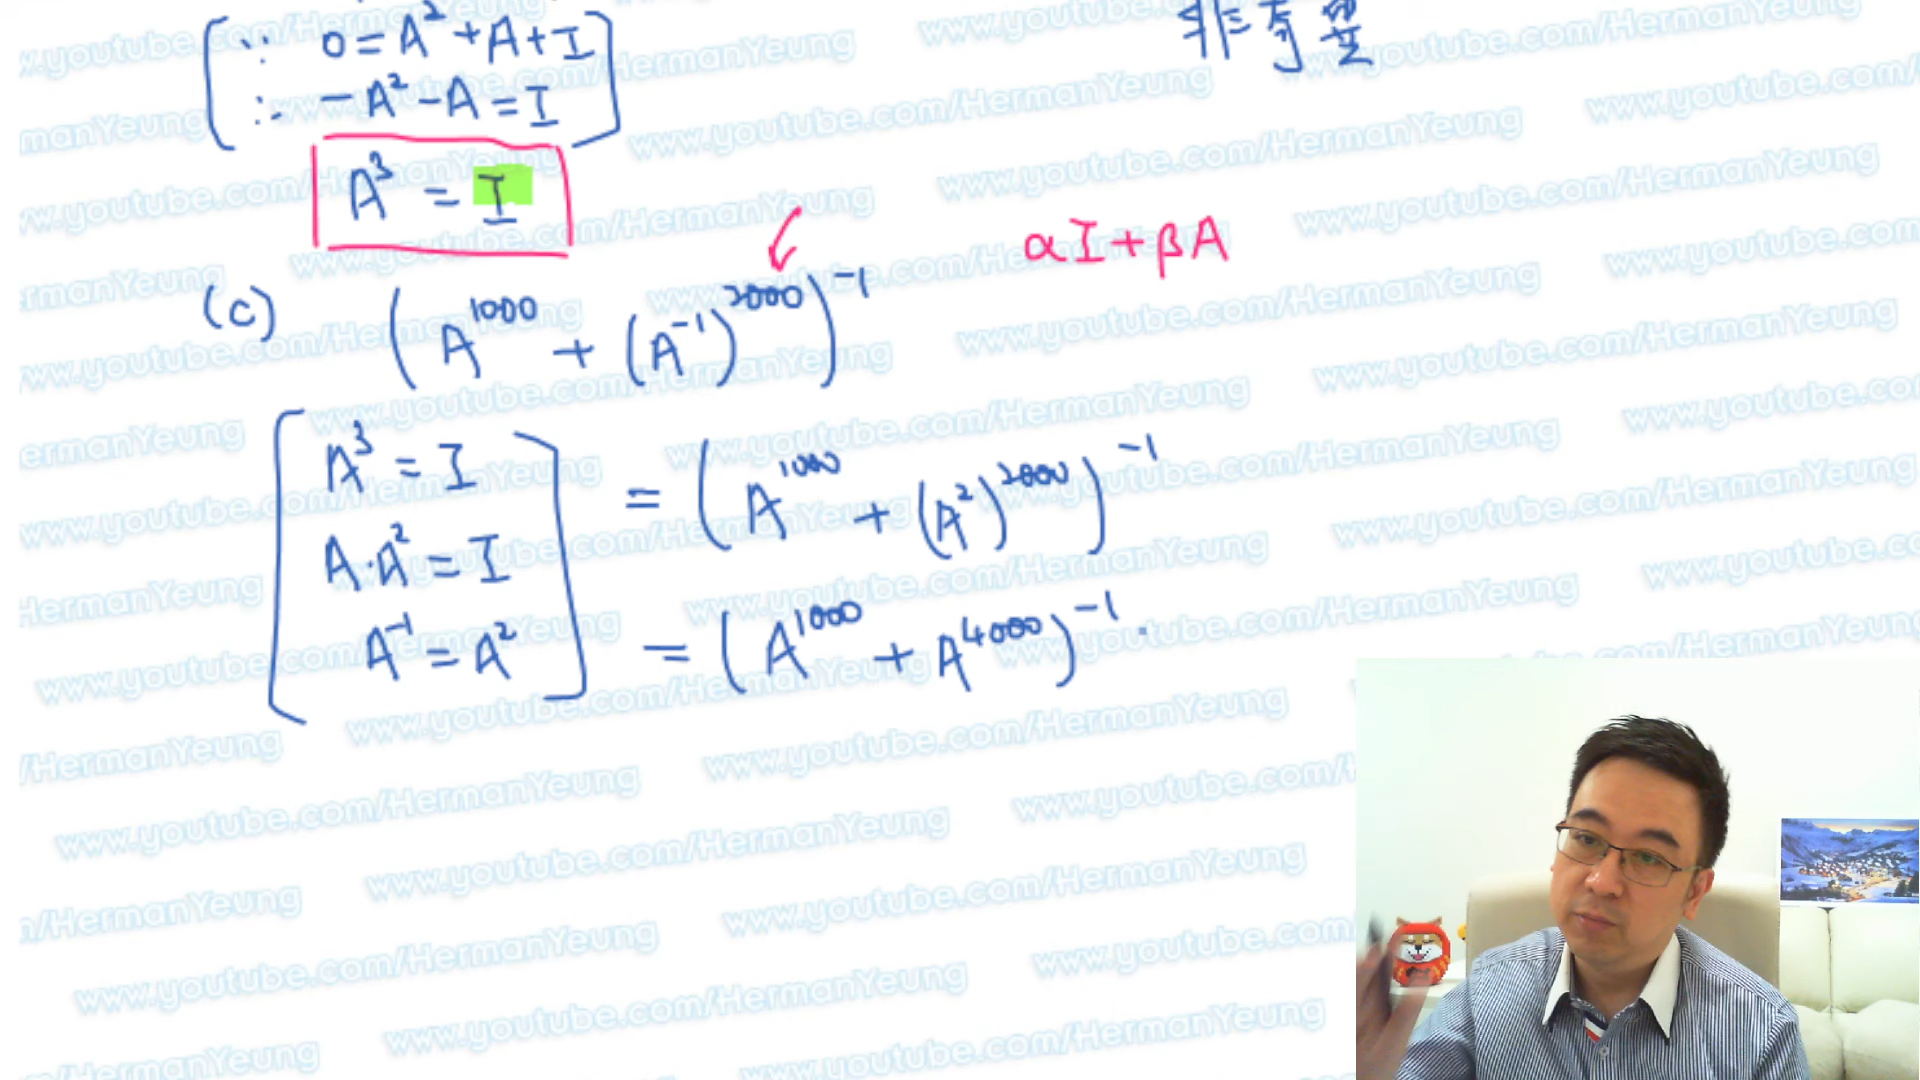 ∵ 0 = A² + A + I
∴ -A² - A = I
非奇異
A³ = I
αI + βA
(c) (A¹⁰⁰⁰ + (A⁻¹)²⁰⁰⁰)⁻¹
A³ = I
= (A¹⁰⁰⁰ + (A²)²⁰⁰⁰)⁻¹
A·A² = I
A⁻¹ = A²
= (A¹⁰⁰⁰ + A⁴⁰⁰⁰)⁻¹
www.youtube.com/HermanYeung